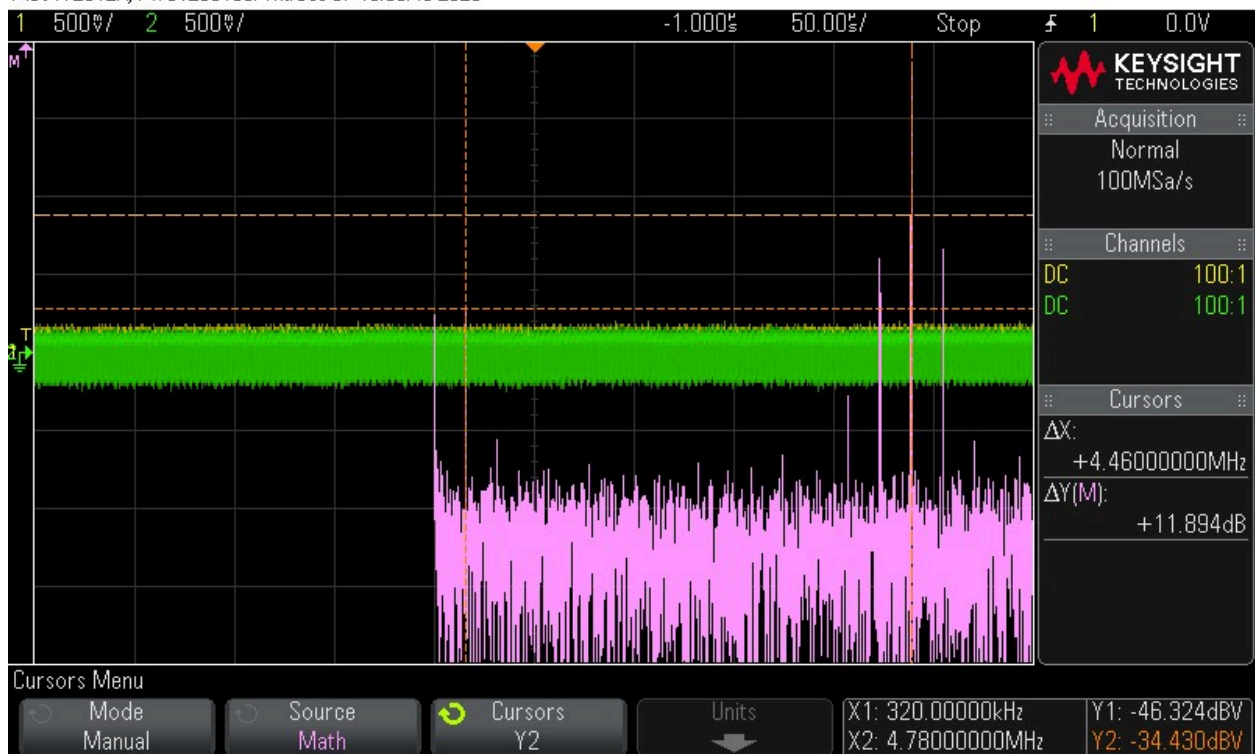 1 500㎷/ 2 500㎷/ -1.000㎲ 50.00㎲/ Stop 1 0.0V
M
T
KEYSIGHT
TECHNOLOGIES
Acquisition
Normal
100MSa/s
Channels
DC 100:1
DC 100:1
Cursors
ΔX:
+4.46000000MHz
ΔY(M):
+11.894dB
Cursors Menu
Mode
Manual
Source
Math
Cursors
Y2
Units
X1: 320.00000kHz
X2: 4.78000000MHz
Y1: -46.324dBV
Y2: -34.430dBV